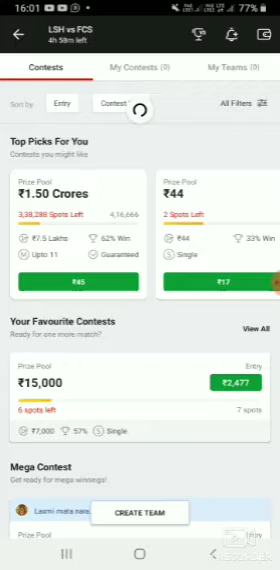 16:01
77%
LSH vs FCS
4h 58m left
Contests
My Contests (0)
My Teams (0)
Sort by
Entry
Contest
All Filters
Top Picks For You
Contests you might like
Prize Pool
₹1.50 Crores
3,38,288 Spots Left
4,16,666
₹7.5 Lakhs
62% Win
M Upto 11
Guaranteed
₹45
Prize Pool
₹44
2 Spots Left
₹44
33% Win
S Single
₹17
Your Favourite Contests
Ready for one more match?
View All
Prize Pool
Entry
₹15,000
₹2,477
6 spots left
7 spots
₹7,000
57%
S Single
Mega Contest
Get ready for mega winnings!
Laxmi mata nara
CREATE TEAM
Prize Pool
Entry